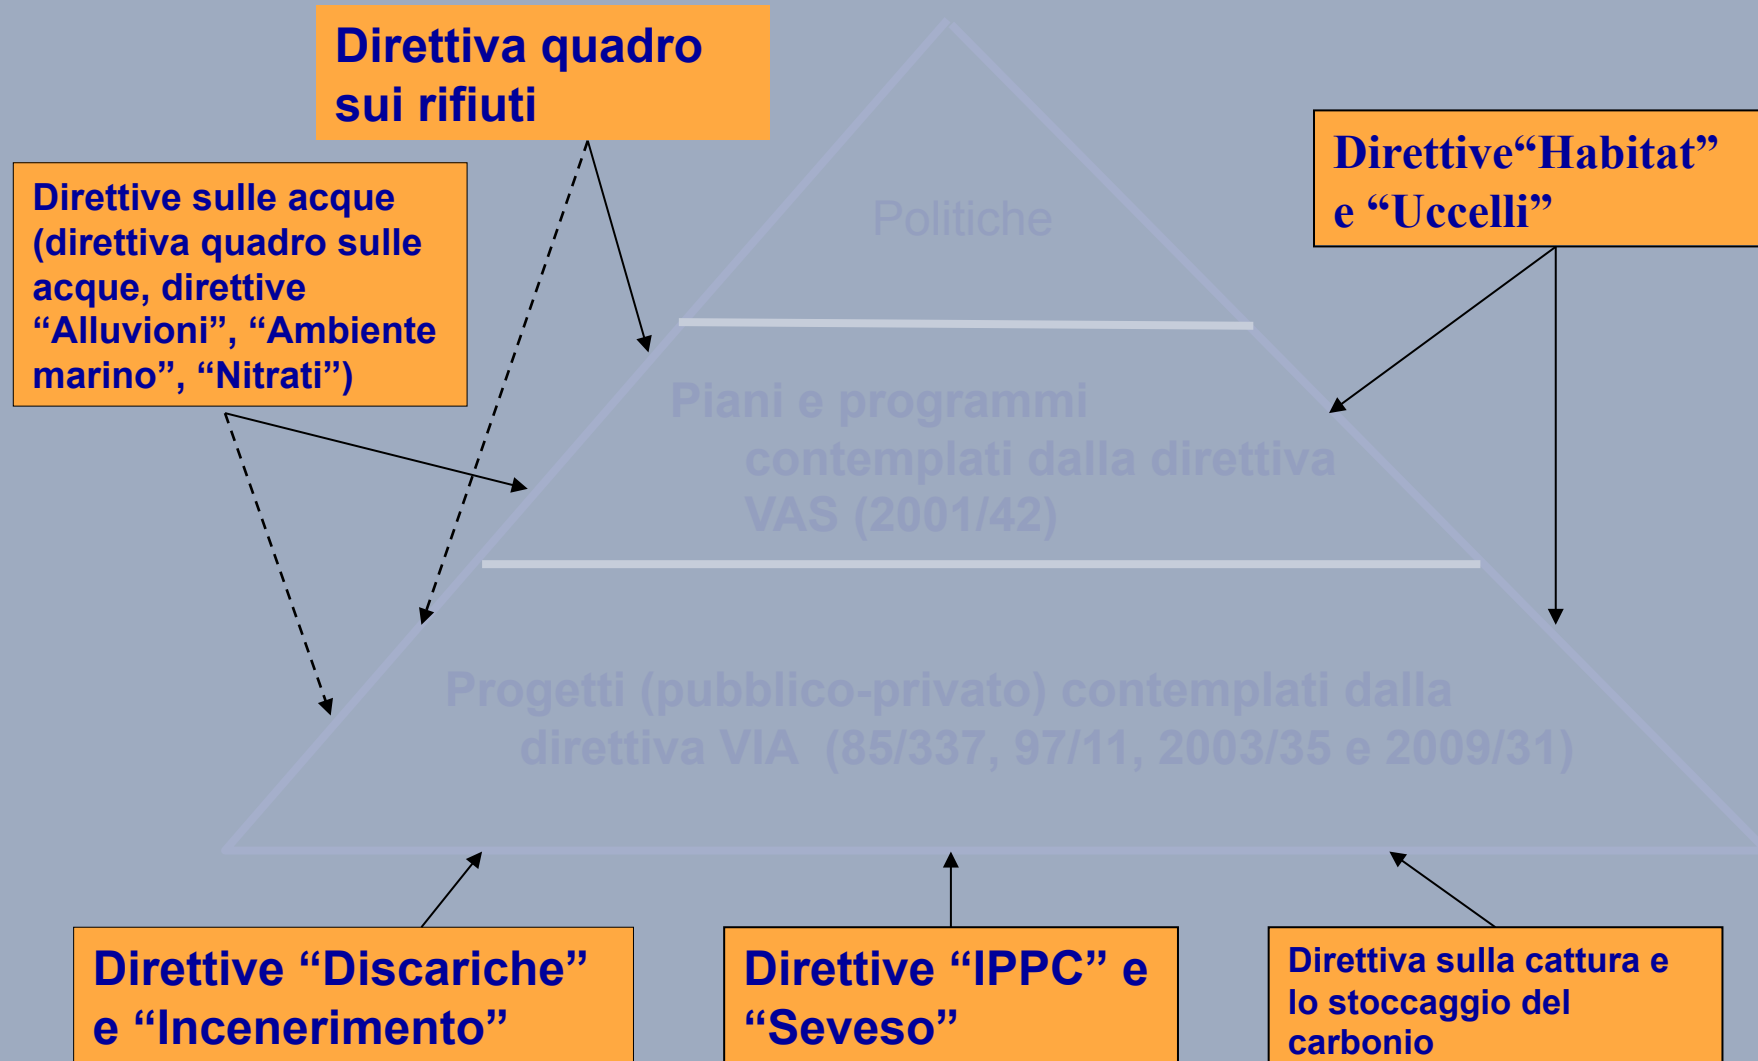 Direttiva quadro
sui rifiuti
Direttive“Habitat”
e “Uccelli”
Direttive sulle acque
(direttiva quadro sulle
acque, direttive
“Alluvioni”, “Ambiente
marino”, “Nitrati”)
Politiche
Piani e programmi
contemplati dalla direttiva
VAS (2001/42)
Progetti (pubblico-privato) contemplati dalla
direttiva VIA (85/337, 97/11, 2003/35 e 2009/31)
Direttive “Discariche”
e “Incenerimento”
Direttive “IPPC” e
“Seveso”
Direttiva sulla cattura e
lo stoccaggio del
carbonio